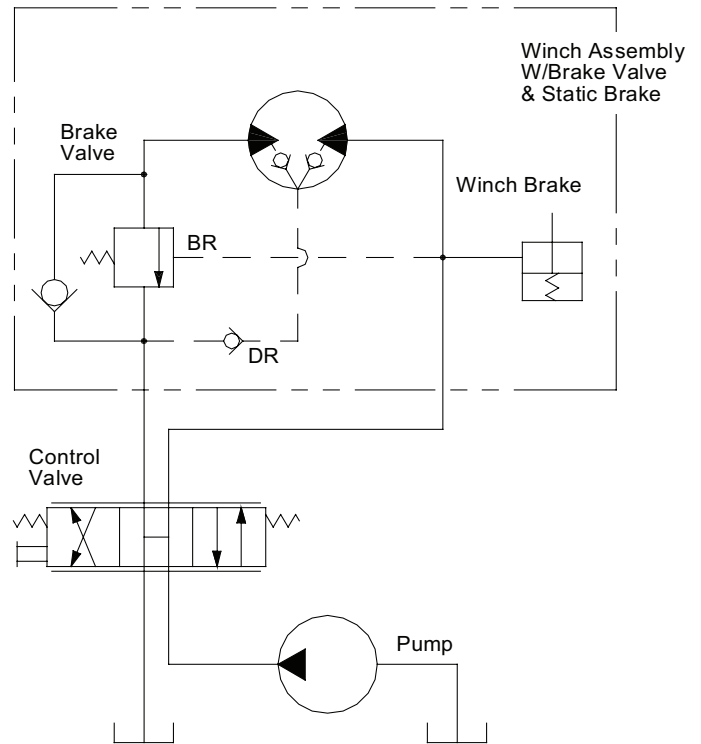 Winch Assembly
W/Brake Valve
& Static Brake
Brake
Valve
Winch Brake
BR
DR
Control
Valve
Pump